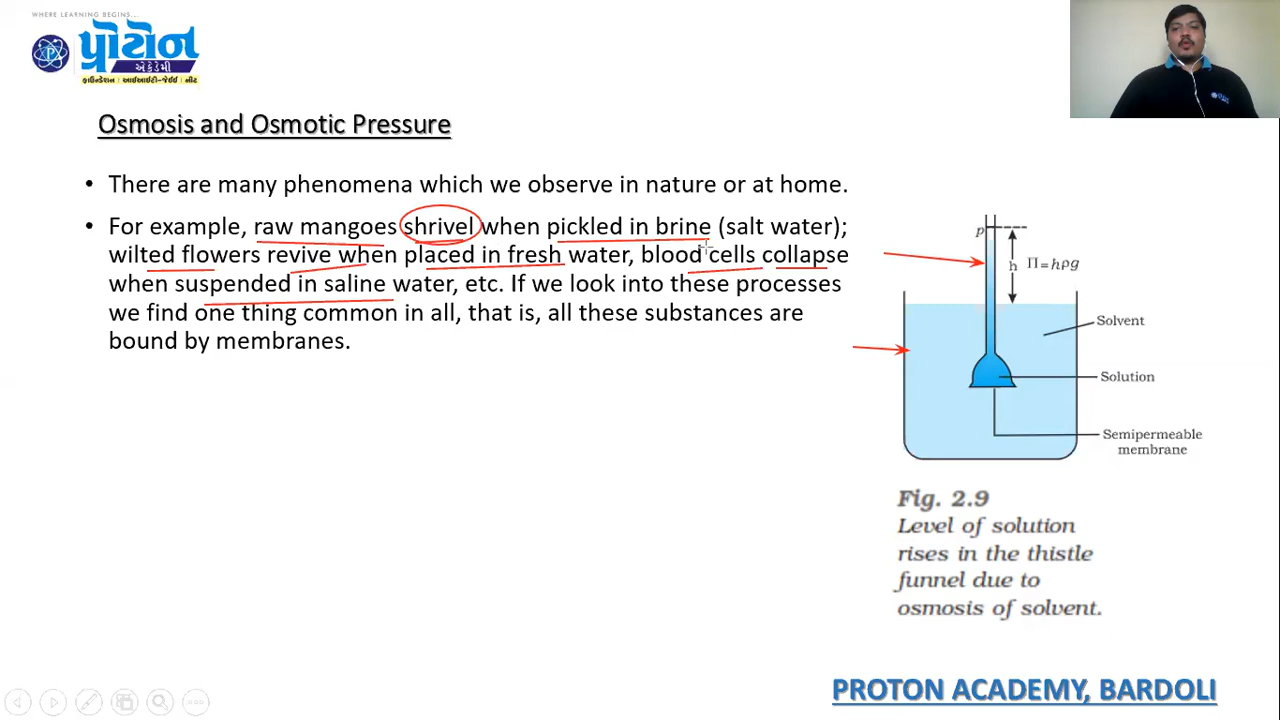 WHERE LEARNING BEGINS...
પ્રોટોન
એકેડેમી
ફાઉન્ડેશન | આઈઆઈટી-જેઈઈ | નીટ
Osmosis and Osmotic Pressure
• There are many phenomena which we observe in nature or at home.
• For example, raw mangoes shrivel when pickled in brine (salt water);
wilted flowers revive when placed in fresh water, blood cells collapse
when suspended in saline water, etc. If we look into these processes
we find one thing common in all, that is, all these substances are
bound by membranes.
p
h Π=hρg
Solvent
Solution
Semipermeable
membrane
Fig. 2.9
Level of solution
rises in the thistle
funnel due to
osmosis of solvent.
PROTON ACADEMY, BARDOLI